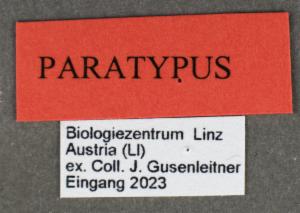 PARATYPUS
Biologiezentrum Linz
Austria (LI)
ex. Coll. J. Gusenleitner
Eingang 2023